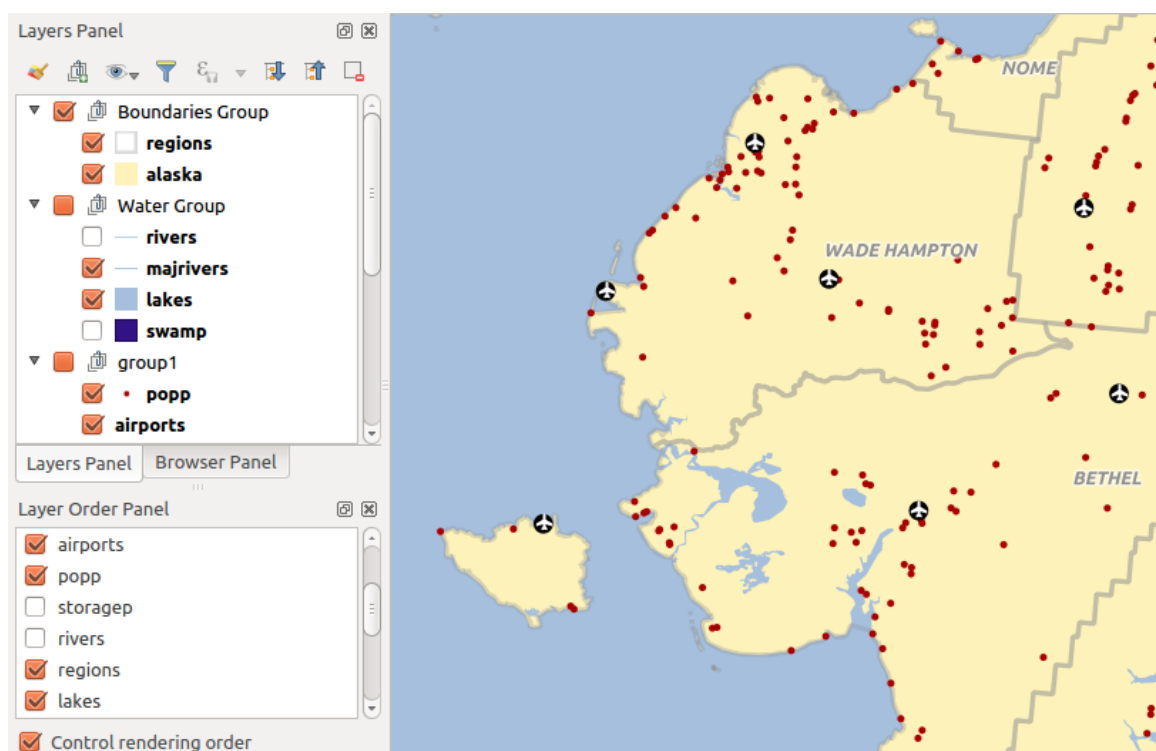 Layers Panel
Boundaries Group
regions
alaska
Water Group
rivers
majrivers
lakes
swamp
group1
popp
airports
Layers Panel
Browser Panel
Layer Order Panel
airports
popp
storagep
rivers
regions
lakes
Control rendering order
NOME
WADE HAMPTON
BETHEL